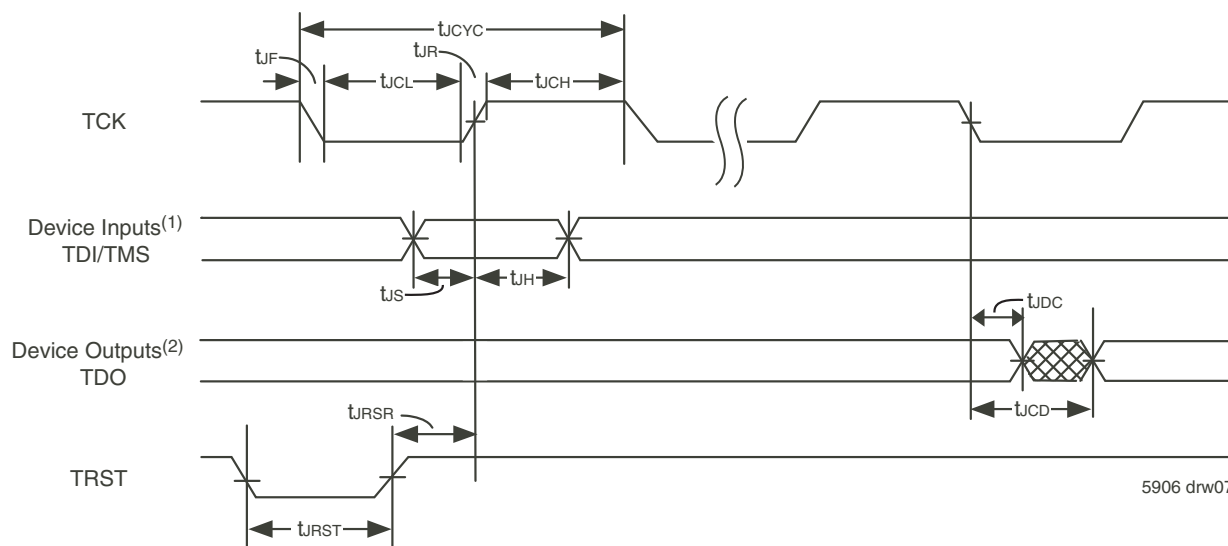 tJCYC
tJF
tJR
tJCL
tJCH
TCK
Device Inputs(1)
TDI/TMS
tJS
tJH
tJDC
Device Outputs(2)
TDO
tJCD
tJRSR
TRST
5906 drw07
tJRST